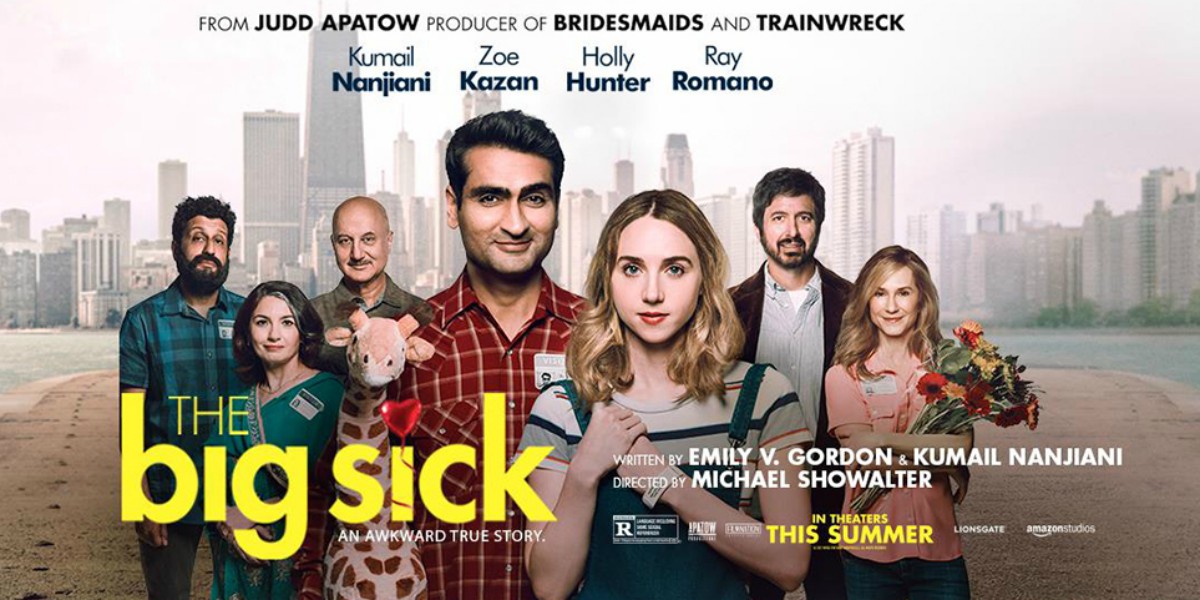 FROM JUDD APATOW PRODUCER OF BRIDESMAIDS AND TRAINWRECK
Kumail Nanjiani
Zoe Kazan
Holly Hunter
Ray Romano
THE
big sick
AN AWKWARD TRUE STORY.
WRITTEN BY EMILY V. GORDON & KUMAIL NANJIANI
DIRECTED BY MICHAEL SHOWALTER
R
APATOW
FILMNATION
IN THEATERS
THIS SUMMER
LIONSGATE
amazonstudios